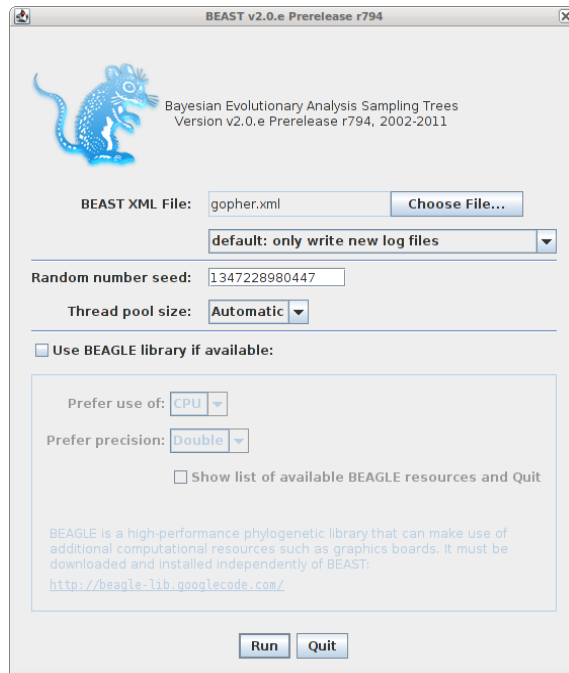 BEAST v2.0.e Prerelease r794
Bayesian Evolutionary Analysis Sampling Trees
Version v2.0.e Prerelease r794, 2002-2011
BEAST XML File: gopher.xml Choose File...
default: only write new log files
Random number seed: 1347228980447
Thread pool size: Automatic
Use BEAGLE library if available:
Prefer use of: CPU
Prefer precision: Double
Show list of available BEAGLE resources and Quit
BEAGLE is a high-performance phylogenetic library that can make use of
additional computational resources such as graphics boards. It must be
downloaded and installed independently of BEAST:
http://beagle-lib.googlecode.com/
Run Quit